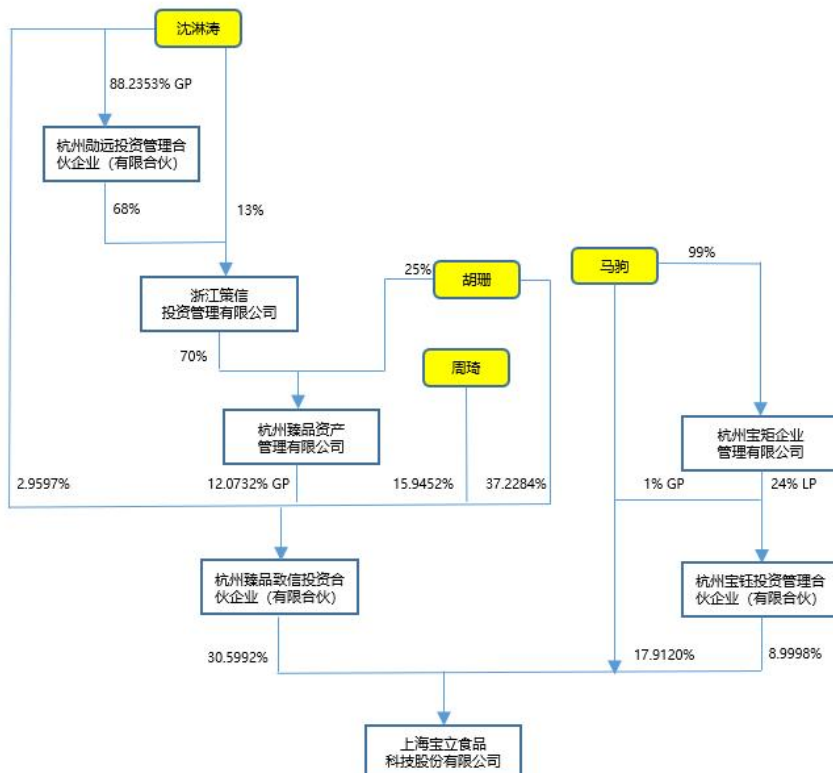 沈淋涛
88.2353% GP
杭州勋远投资管理合
伙企业（有限合伙）
68%
13%
99%
25%
胡珊
马驹
浙江策信
投资管理有限公司
70%
周琦
杭州臻品资产
管理有限公司
杭州宝矩企业
管理有限公司
2.9597%
12.0732% GP
15.9452%
37.2284%
1% GP
24% LP
杭州臻品致信投资合
伙企业（有限合伙）
杭州宝钰投资管理合
伙企业（有限合伙）
30.5992%
17.9120%
8.9998%
上海宝立食品
科技股份有限公司